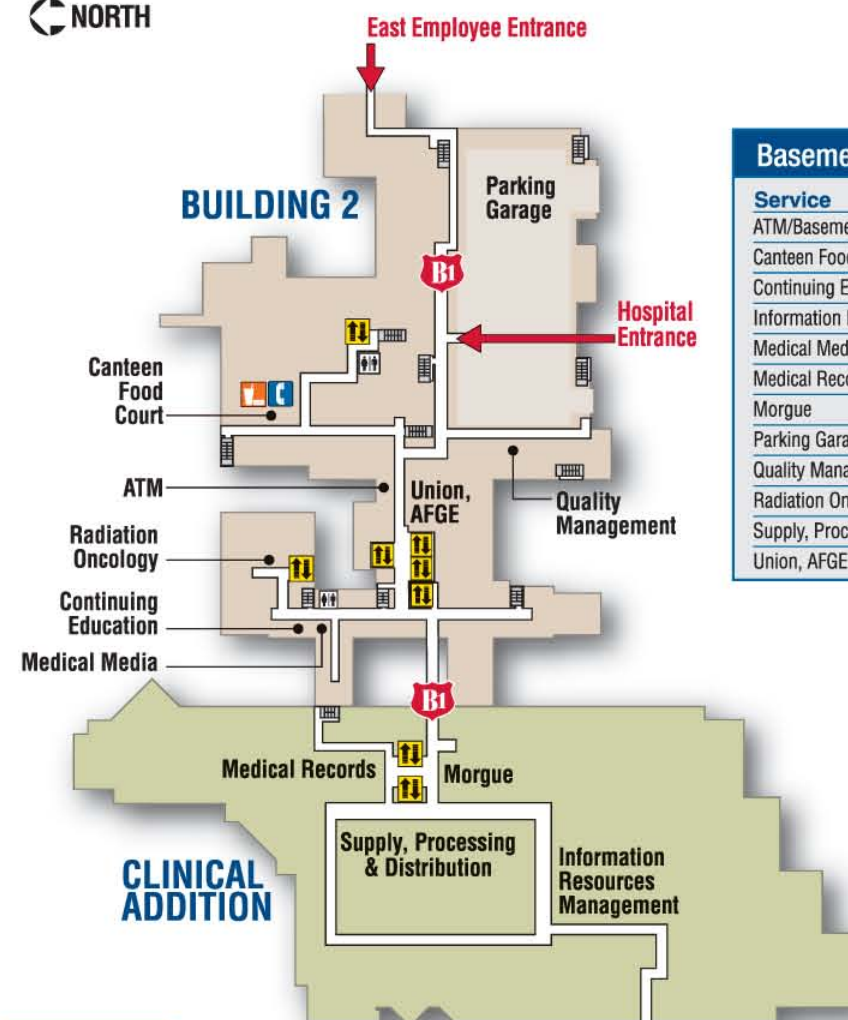 NORTH
East Employee Entrance
BUILDING 2
Parking
Garage
B1
Hospital
Entrance
Canteen
Food
Court
ATM
Union,
AFGE
Quality
Management
Radiation
Oncology
Continuing
Education
Medical Media
B1
Medical Records
Morgue
Supply, Processing
& Distribution
Information
Resources
Management
CLINICAL
ADDITION
Baseme
Service
ATM/Baseme
Canteen Foo
Continuing E
Information
Medical Med
Medical Reco
Morgue
Parking Gara
Quality Mana
Radiation On
Supply, Proc
Union, AFGE